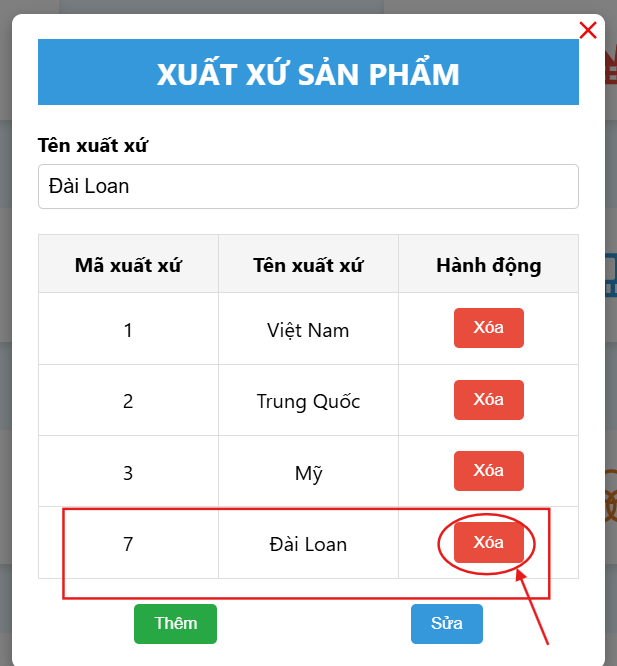 XUẤT XỨ SẢN PHẨM
Tên xuất xứ
Đài Loan
Mã xuất xứ Tên xuất xứ Hành động
1 Việt Nam Xóa
2 Trung Quốc Xóa
3 Mỹ Xóa
7 Đài Loan Xóa
Thêm Sửa